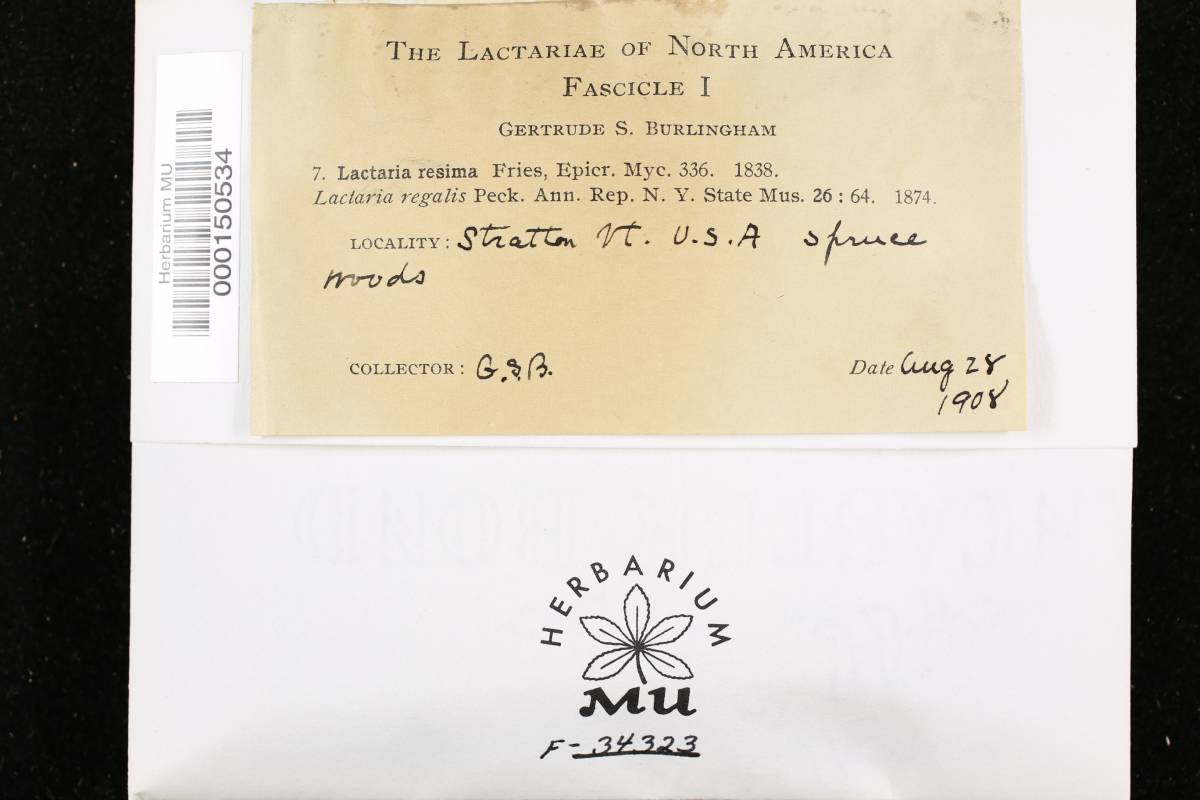 THE LACTARIAE OF NORTH AMERICA
FASCICLE I
GERTRUDE S. BURLINGHAM
7. Lactaria resima Fries, Epicr. Myc. 336. 1838.
Lactaria regalis Peck. Ann. Rep. N. Y. State Mus. 26 : 64. 1874.
LOCALITY: Stratton Vt. U.S.A spruce
woods
COLLECTOR: G.S.B.
Date Aug 28
1908
Herbarium MU
000150534
HERBARIUM
MU
F-34323